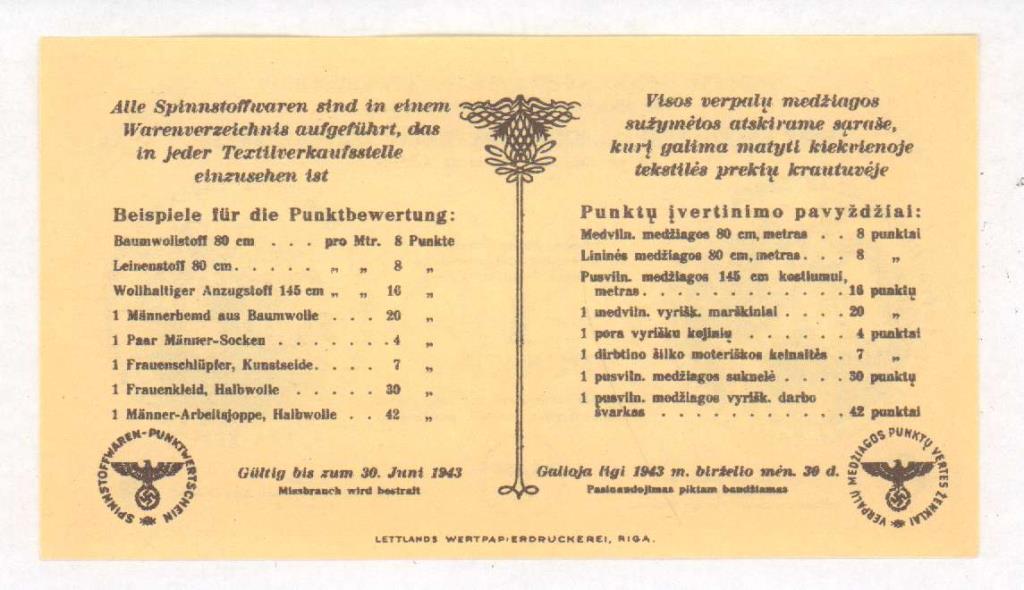 Alle Spinnstoffwaren sind in einem
Warenverzeichnis aufgeführt, das
in jeder Textilverkaufsstelle
einzusehen ist
Beispiele für die Punktbewertung:
Baumwollstoff 80 cm . . . pro Mtr. 8 Punkte
Leinenstoff 80 cm. . . . . „ „ 8 „
Wollhaltiger Anzugstoff 145 cm „ „ 16 „
1 Männerhemd aus Baumwolle . . . 20 „
1 Paar Männer-Socken . . . . . . . 4 „
1 Frauenschlüpfer, Kunstseide. . . . 7 „
1 Frauenkleid, Halbwolle . . . . . 30 „
1 Männer-Arbeitsjoppe, Halbwolle . . 42 „
SPINNSTOFFWAREN-PUNKTWERTSCHEIN
Gültig bis zum 30. Juni 1943
Missbrauch wird bestraft
Visos verpalų medžiagos
sužymėtos atskirame sąraše,
kurį galima matyti kiekvienoje
tekstilės prekių krautuvėje
Punktų įvertinimo pavyždžiai:
Medviln. medžiagos 80 cm, metras . . 8 punktai
Lininės medžiagos 80 cm, metras. . . 8 „
Pusviln. medžiagos 145 cm kostiumui,
metras. . . . . . . . . . . . 16 punktų
1 medviln. vyrišk. marškiniai . . . . 20 „
1 pora vyrišku kojinių . . . . . . 4 punktai
1 dirbtino šilko moteriškos kelnaitės . 7 „
1 pusviln. medžiagos suknelė . . . . 30 punktų
1 pusviln. medžiagos vyrišk. darbo
švarkas . . . . . . . . . . . 42 punktai
Galioja ligi 1943 m. birželio mėn. 30 d.
Pasinaudojimas piktam baudžiamas
VERPALŲ MEDŽIAGOS PUNKTŲ VERTĖS ŽENKLAI
LETTLANDS WERTPAPIERDRUCKEREI, RIGA.